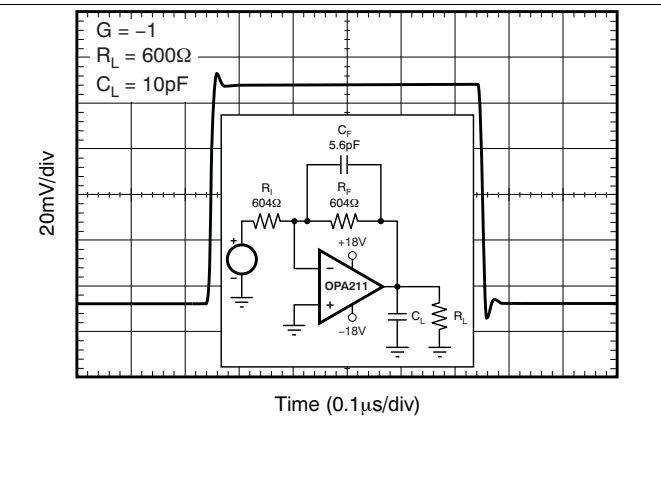 G = −1
R_L = 600Ω
C_L = 10pF
20mV/div
C_F
5.6pF
R_I
604Ω
R_F
604Ω
+18V
+
−
−
OPA211
+
−18V
C_L
R_L
Time (0.1μs/div)